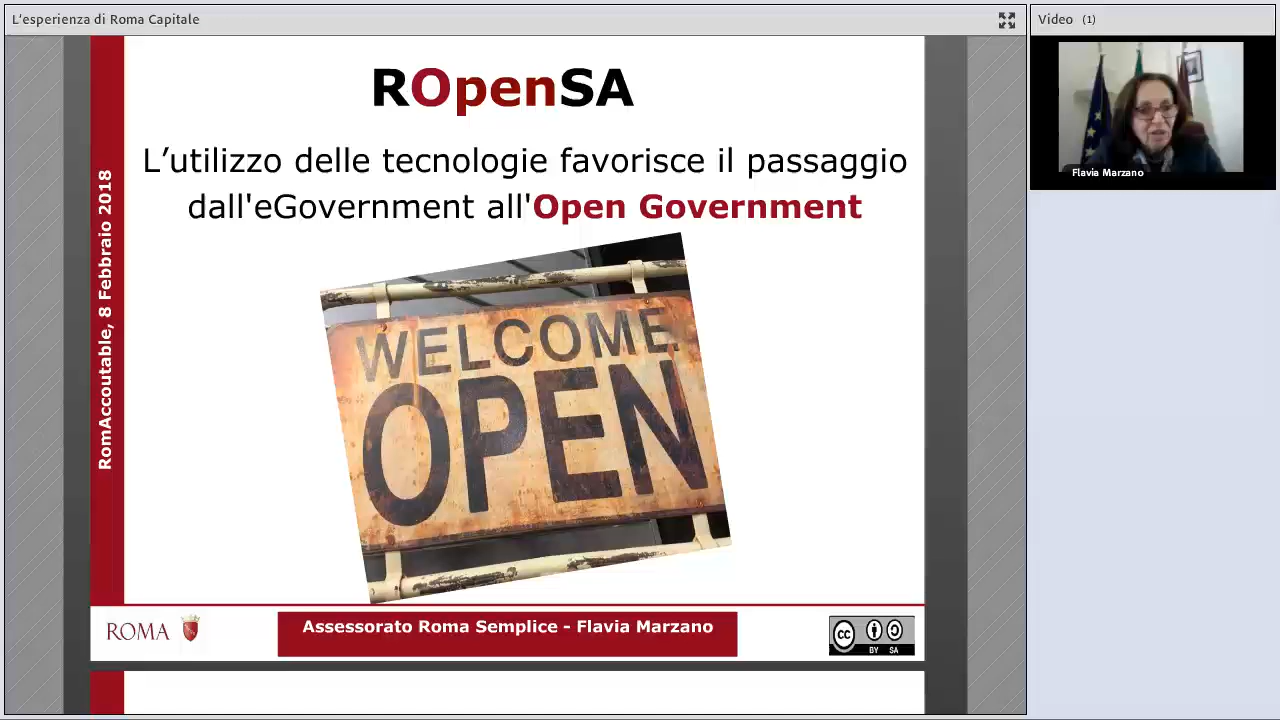 L'esperienza di Roma Capitale
Video (1)
Flavia Marzano
ROpenSA
L’utilizzo delle tecnologie favorisce il passaggio
dall'eGovernment all'Open Government
RomAccoutable, 8 Febbraio 2018
WELCOME
OPEN
ROMA
Assessorato Roma Semplice - Flavia Marzano
cc
BY SA